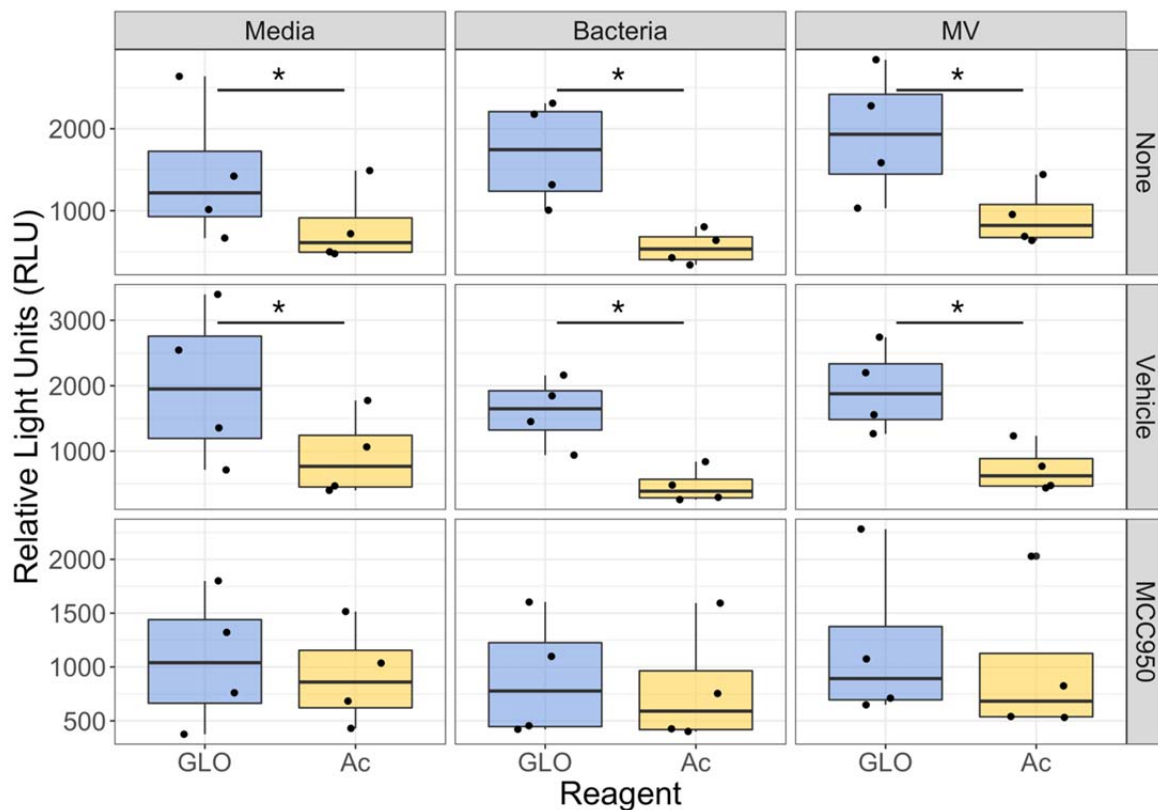 Media Bacteria MV
* * *
2000
1000
None
* * *
3000
2000
1000
Vehicle
2000
1500
1000
500
MCC950
Relative Light Units (RLU)
GLO Ac GLO Ac GLO Ac
Reagent